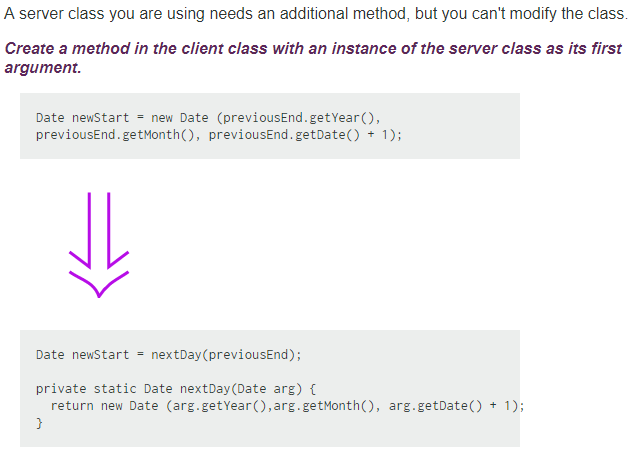 A server class you are using needs an additional method, but you can't modify the class.
Create a method in the client class with an instance of the server class as its first
argument.
Date newStart = new Date (previousEnd.getYear(),
previousEnd.getMonth(), previousEnd.getDate() + 1);
Date newStart = nextDay(previousEnd);
private static Date nextDay(Date arg) {
  return new Date (arg.getYear(),arg.getMonth(), arg.getDate() + 1);
}